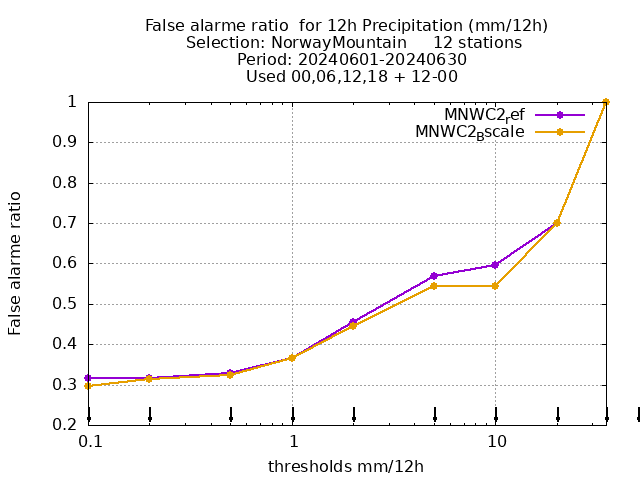 False alarme ratio  for 12h Precipitation (mm/12h)
Selection: NorwayMountain     12 stations
Period: 20240601-20240630
Used 00,06,12,18 + 12-00
MNWC2ref
MNWC2Bscale
1
0.9
0.8
0.7
0.6
0.5
0.4
0.3
0.2
False alarme ratio
0.1 1 10
thresholds mm/12h